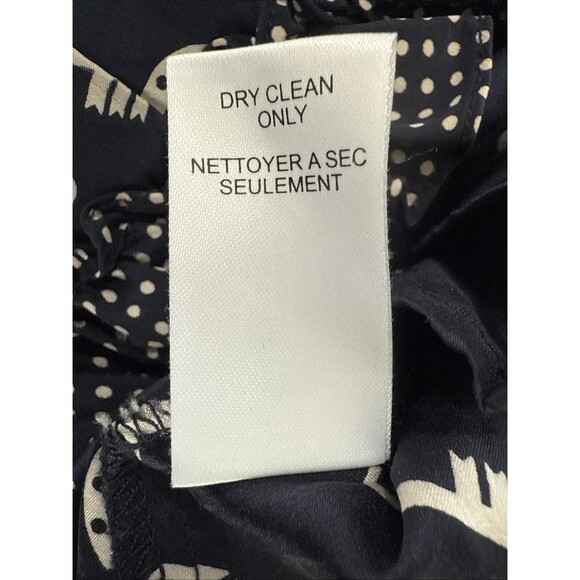 DRY CLEAN
ONLY
NETTOYER A SEC
SEULEMENT